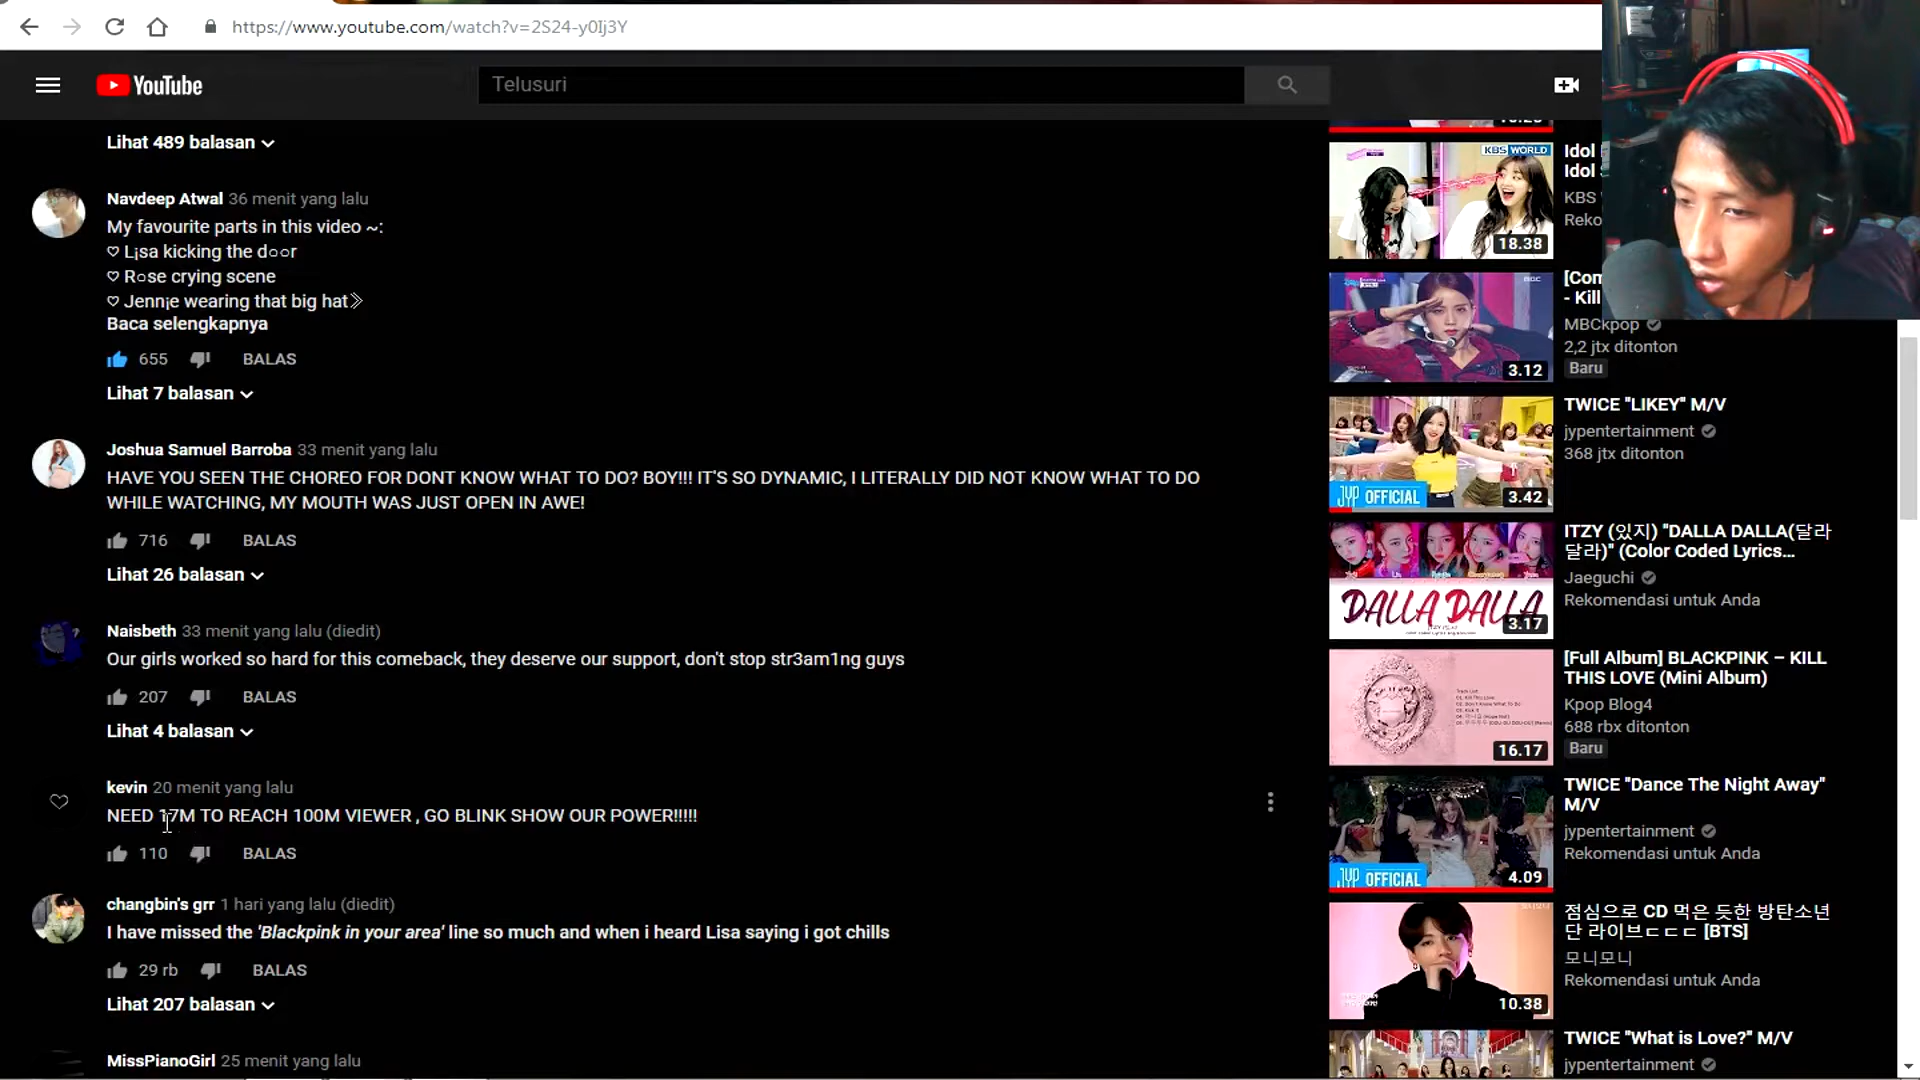 https://www.youtube.com/watch?v=2S24-y0Ij3Y
YouTube
Telusuri
Lihat 489 balasan
Navdeep Atwal 36 menit yang lalu
My favourite parts in this video ~:
♡ L¡sa kicking the d○○r
♡ R○se crying scene
♡ Jenn¡e wearing that big hat
Baca selengkapnya
655 BALAS
Lihat 7 balasan
Joshua Samuel Barroba 33 menit yang lalu
HAVE YOU SEEN THE CHOREO FOR DONT KNOW WHAT TO DO? BOY!!! IT'S SO DYNAMIC, I LITERALLY DID NOT KNOW WHAT TO DO
WHILE WATCHING, MY MOUTH WAS JUST OPEN IN AWE!
716 BALAS
Lihat 26 balasan
Naisbeth 33 menit yang lalu (diedit)
Our girls worked so hard for this comeback, they deserve our support, don't stop str3am1ng guys
207 BALAS
Lihat 4 balasan
kevin 20 menit yang lalu
NEED 17M TO REACH 100M VIEWER , GO BLINK SHOW OUR POWER!!!!!
110 BALAS
changbin's grr 1 hari yang lalu (diedit)
I have missed the 'Blackpink in your area' line so much and when i heard Lisa saying i got chills
29 rb BALAS
Lihat 207 balasan
MissPianoGirl 25 menit yang lalu
KBS WORLD
18.38
Idol
Idol
KBS
Reko
3.12
[Com
- Kill
MBCkpop
2,2 jtx ditonton
Baru
JYP OFFICIAL
3.42
TWICE "LIKEY" M/V
jypentertainment
368 jtx ditonton
DALLA DALLA
3.17
ITZY (있지) "DALLA DALLA(달라
달라)" (Color Coded Lyrics...
Jaeguchi
Rekomendasi untuk Anda
16.17
[Full Album] BLACKPINK – KILL
THIS LOVE (Mini Album)
Kpop Blog4
688 rbx ditonton
Baru
JYP OFFICIAL
4.09
TWICE "Dance The Night Away"
M/V
jypentertainment
Rekomendasi untuk Anda
10.38
점심으로 CD 먹은 듯한 방탄소년
단 라이브ㄷㄷㄷ [BTS]
모니모니
Rekomendasi untuk Anda
TWICE "What is Love?" M/V
jypentertainment